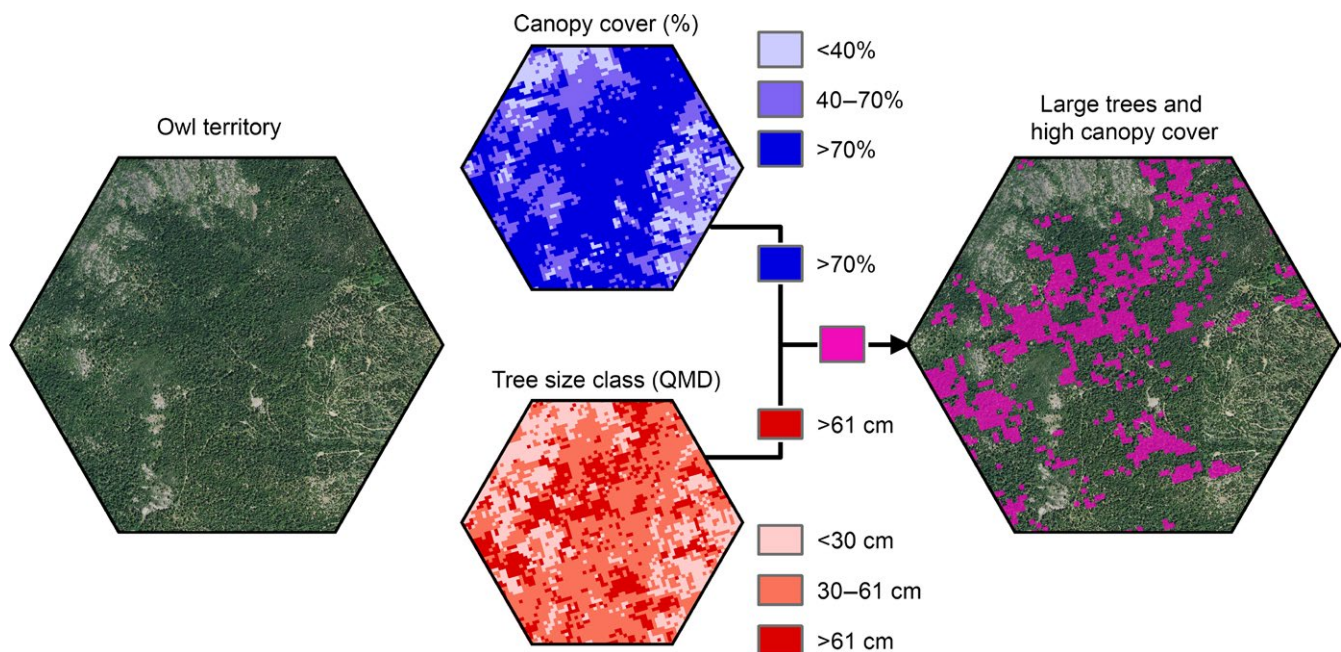 Owl territory
Canopy cover (%)
<40%
40–70%
>70%
>70%
Tree size class (QMD)
>61 cm
<30 cm
30–61 cm
>61 cm
Large trees and
high canopy cover